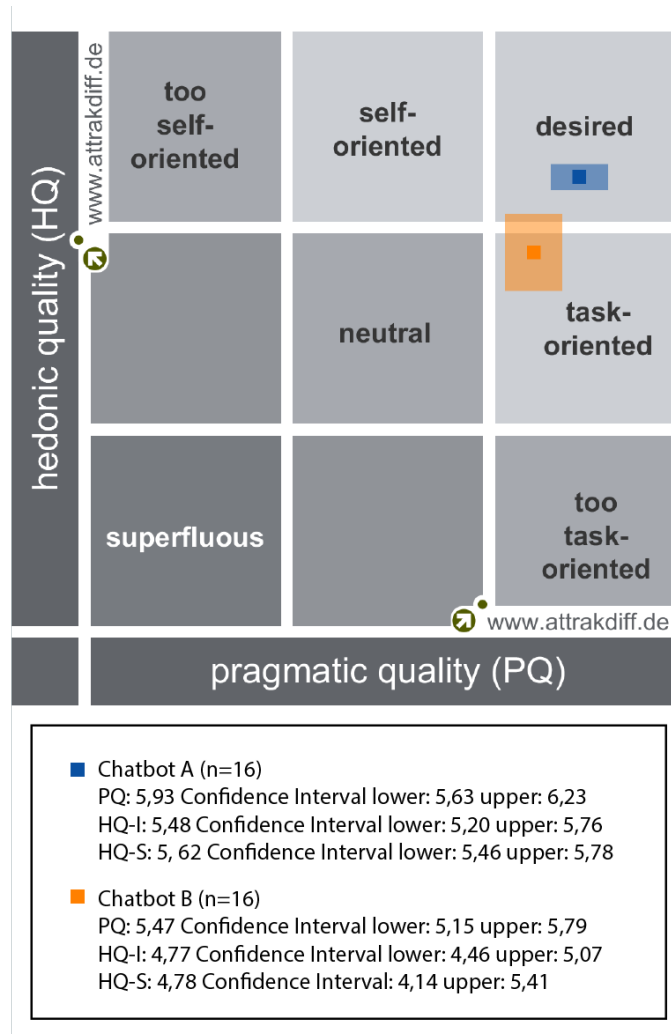 www.attrakdiff.de
hedonic quality (HQ)
too
self-
oriented
self-
oriented
desired
neutral
task-
oriented
superfluous
too
task-
oriented
www.attrakdiff.de
pragmatic quality (PQ)
Chatbot A (n=16)
PQ: 5,93 Confidence Interval lower: 5,63 upper: 6,23
HQ-I: 5,48 Confidence Interval lower: 5,20 upper: 5,76
HQ-S: 5, 62 Confidence Interval lower: 5,46 upper: 5,78
Chatbot B (n=16)
PQ: 5,47 Confidence Interval lower: 5,15 upper: 5,79
HQ-I: 4,77 Confidence Interval lower: 4,46 upper: 5,07
HQ-S: 4,78 Confidence Interval: 4,14 upper: 5,41